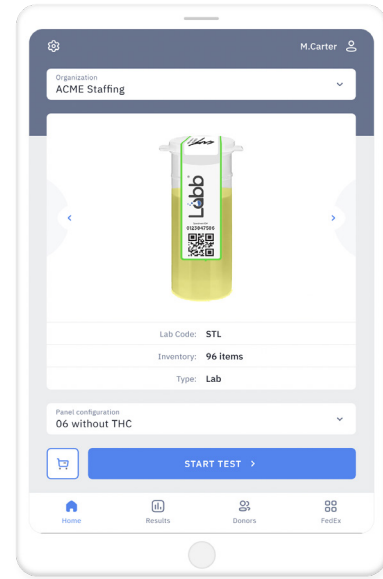 M.Carter
Organization
ACME Staffing
Labb
0123847586
Lab Code: STL
Inventory: 96 items
Type: Lab
Panel configuration
06 without THC
START TEST >
Home
Results
Donors
FedEx